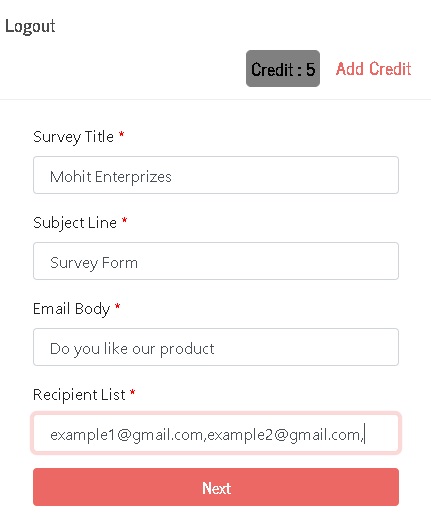 Logout
Credit : 5 Add Credit
Survey Title *
Mohit Enterprizes
Subject Line *
Survey Form
Email Body *
Do you like our product
Recipient List *
example1@gmail.com,example2@gmail.com,
Next